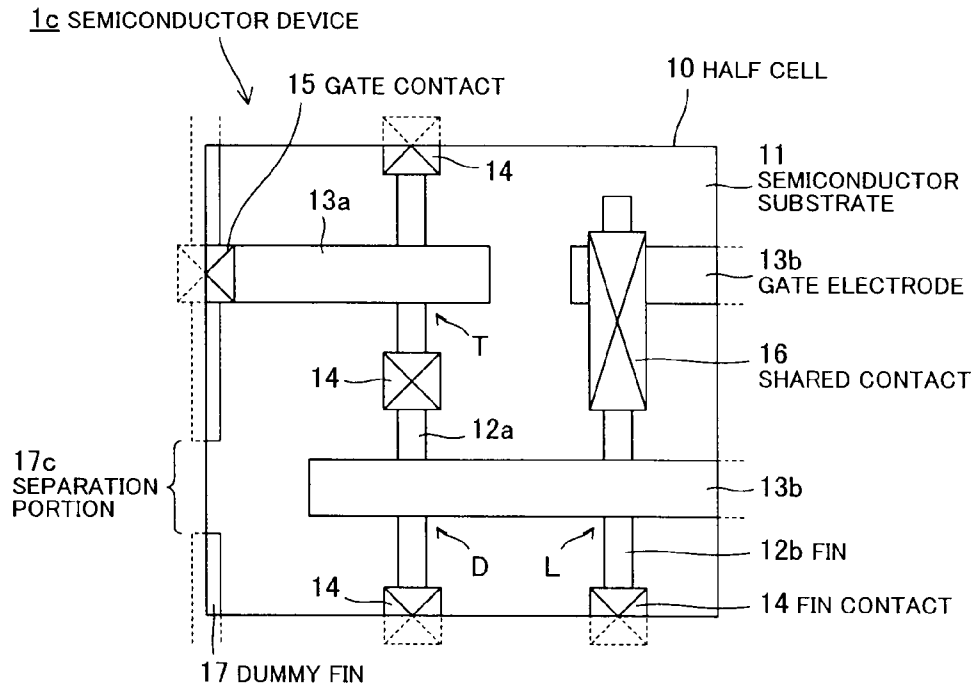 1c SEMICONDUCTOR DEVICE
15 GATE CONTACT
10 HALF CELL
14
11
SEMICONDUCTOR
SUBSTRATE
13a
13b
GATE ELECTRODE
T
16
SHARED CONTACT
14
12a
17c
SEPARATION
PORTION
13b
D
L
12b FIN
14
14 FIN CONTACT
17 DUMMY FIN